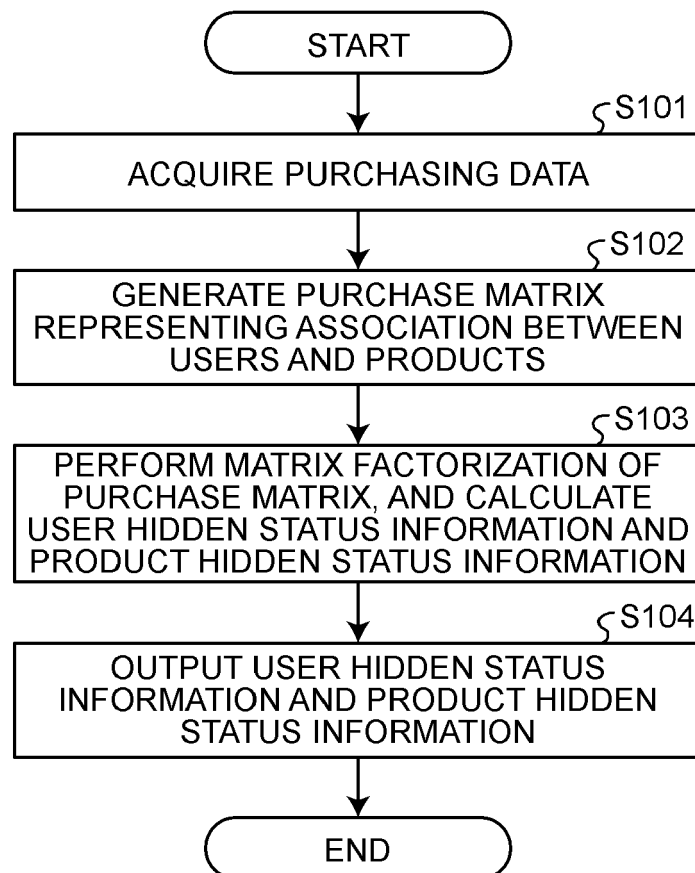 START
S101
ACQUIRE PURCHASING DATA
S102
GENERATE PURCHASE MATRIX
REPRESENTING ASSOCIATION BETWEEN
USERS AND PRODUCTS
S103
PERFORM MATRIX FACTORIZATION OF
PURCHASE MATRIX, AND CALCULATE
USER HIDDEN STATUS INFORMATION AND
PRODUCT HIDDEN STATUS INFORMATION
S104
OUTPUT USER HIDDEN STATUS
INFORMATION AND PRODUCT HIDDEN
STATUS INFORMATION
END